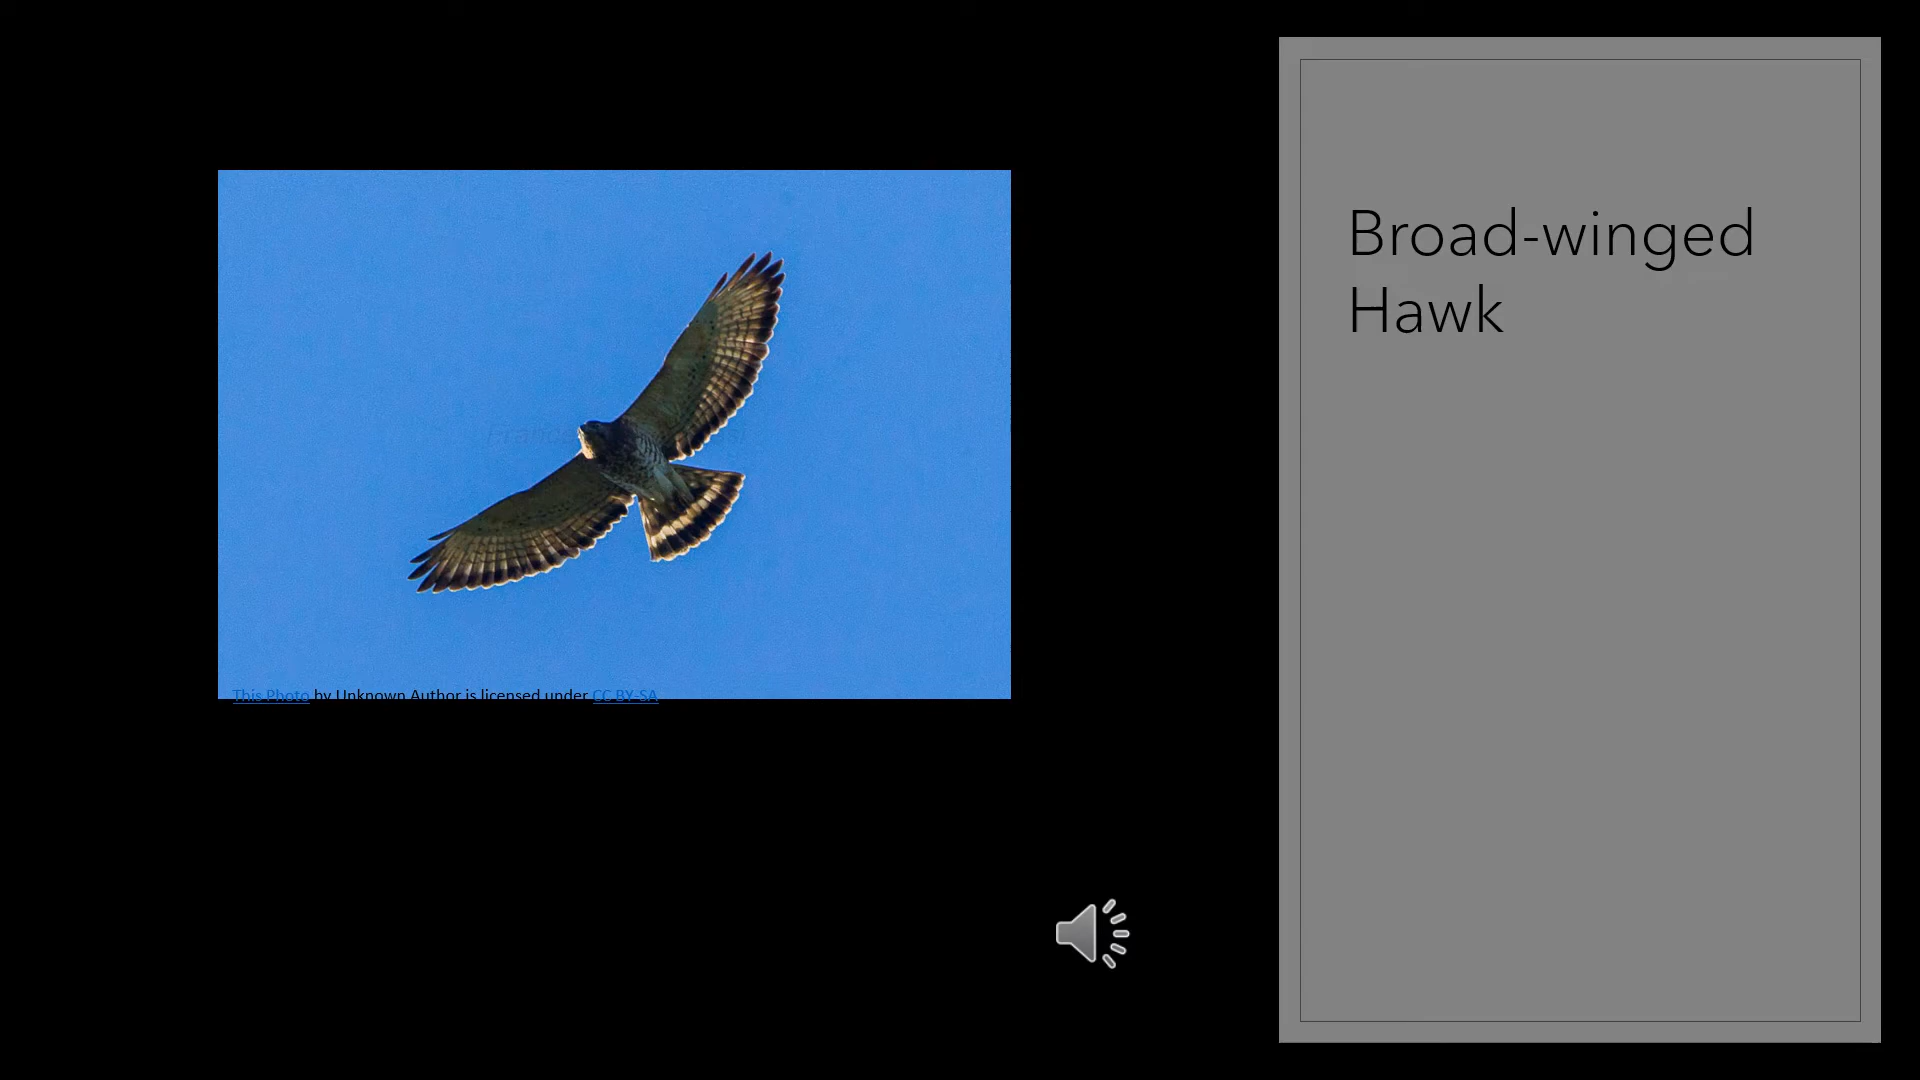 This Photo by Unknown Author is licensed under CC BY-SA
Broad-winged
Hawk